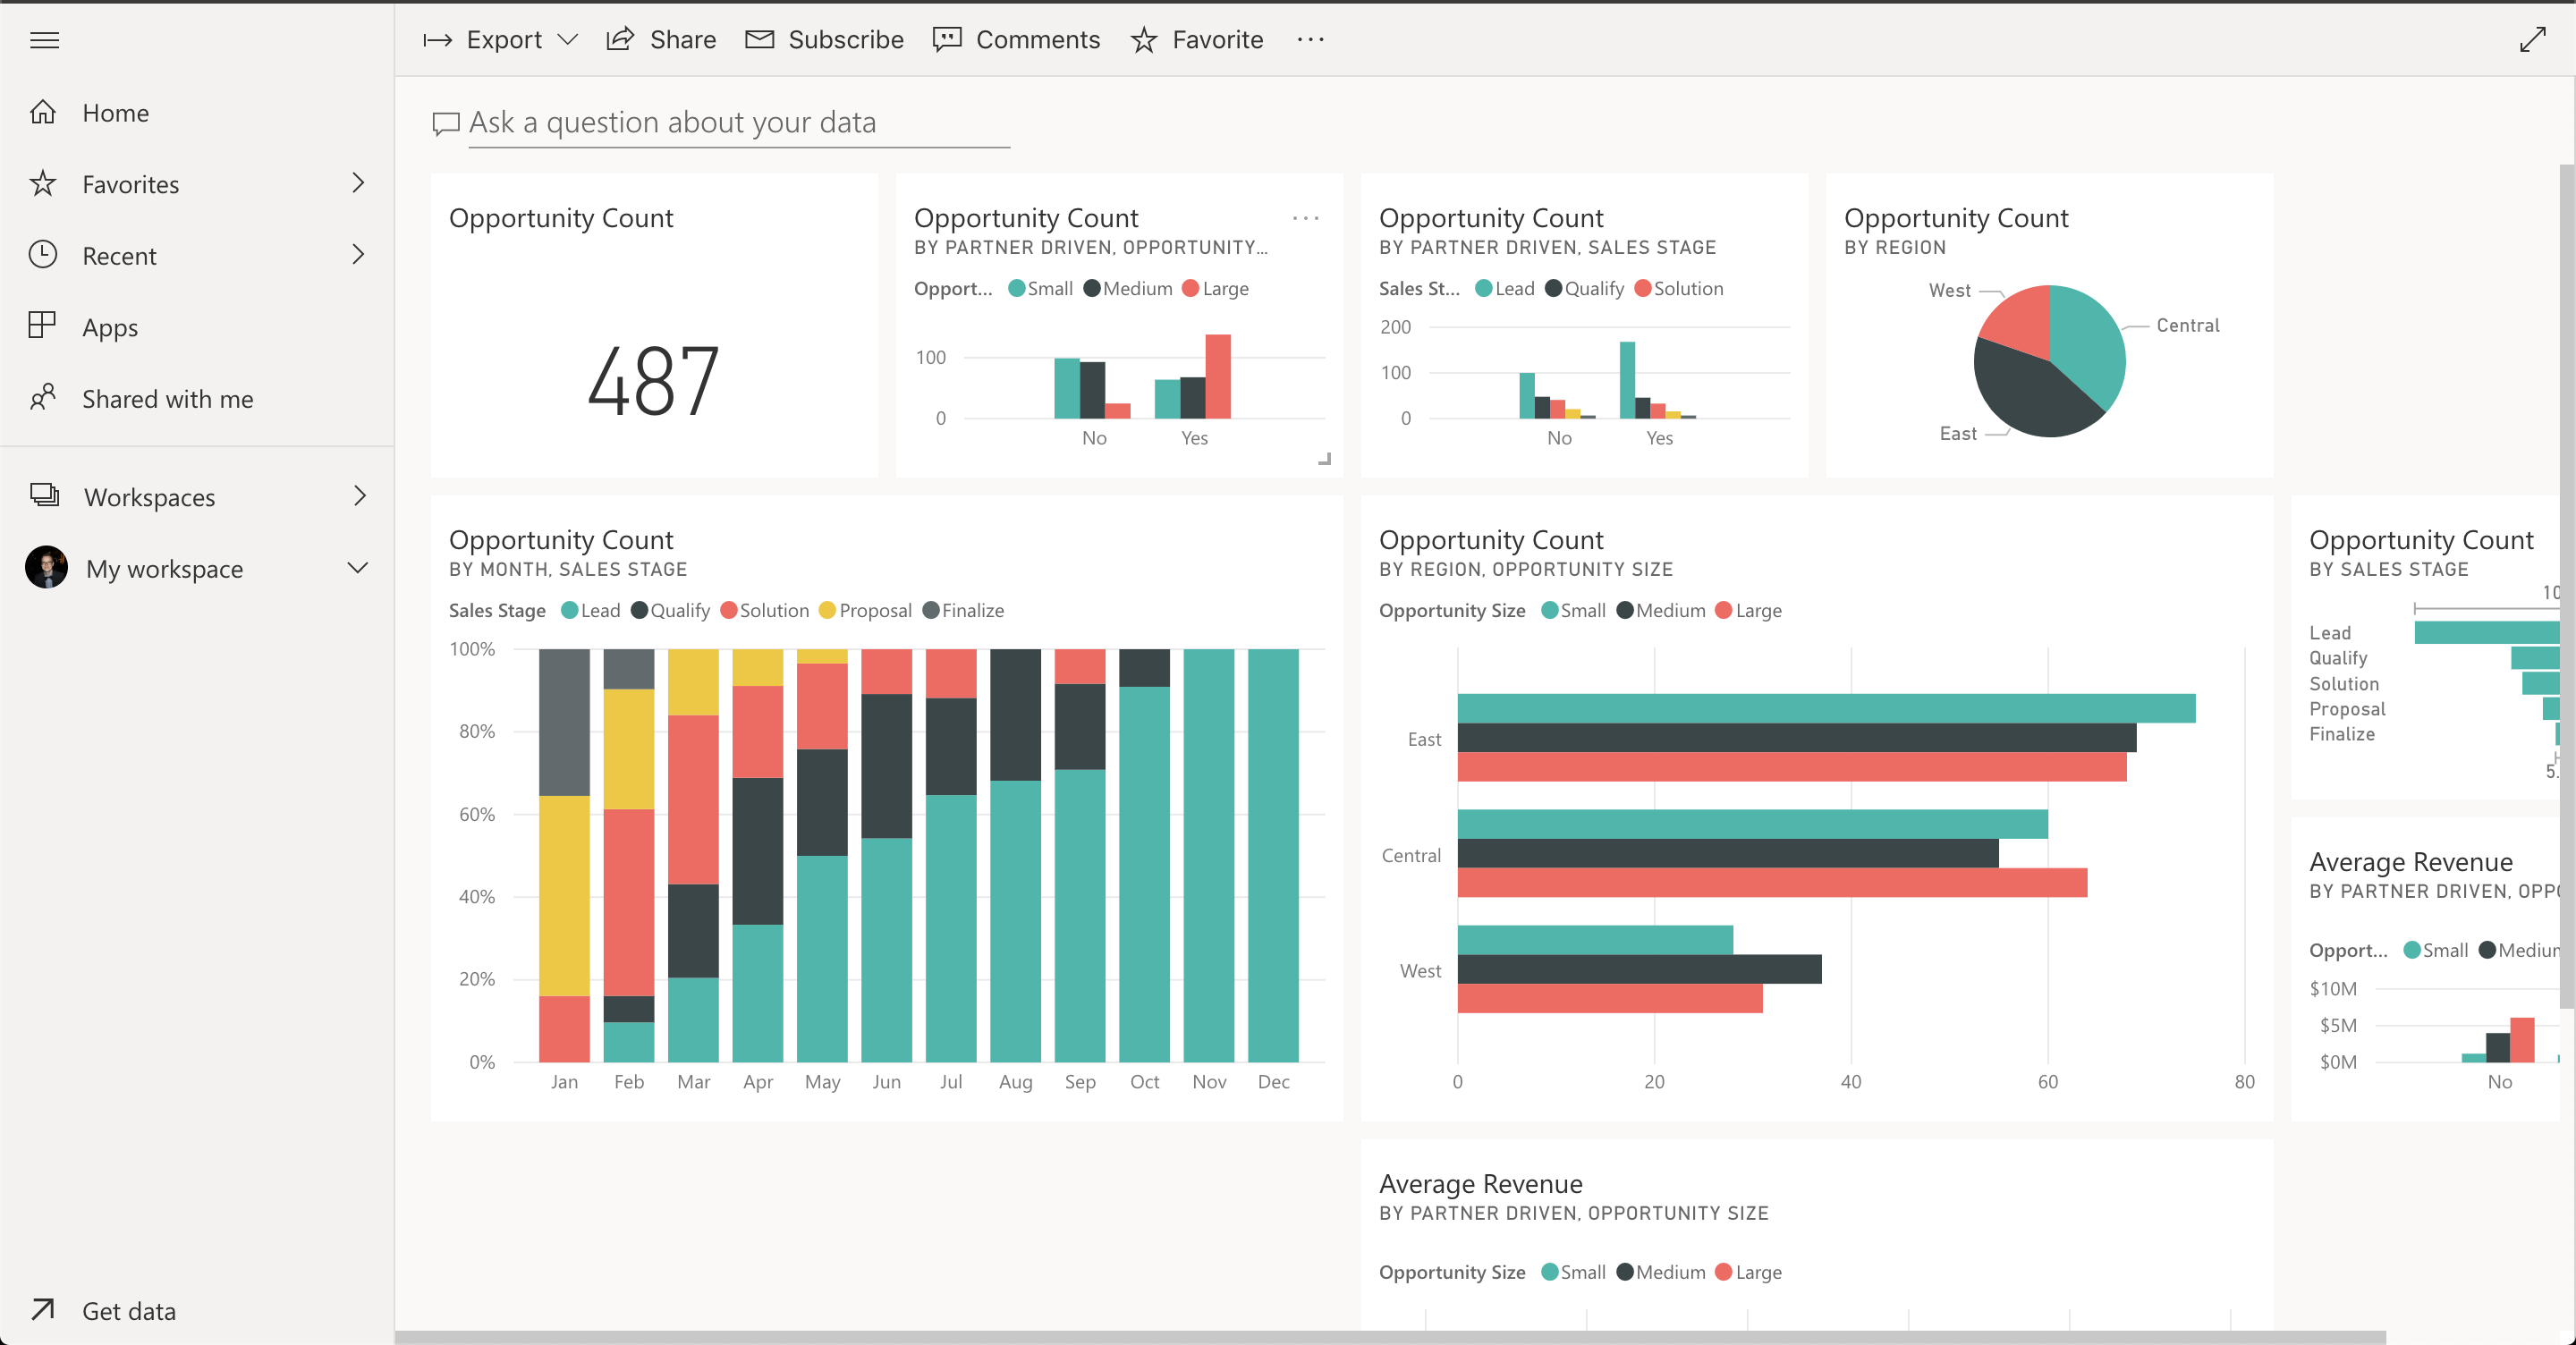 Export
Share
Subscribe
Comments
Favorite
Home
Favorites
Recent
Apps
Shared with me
Workspaces
My workspace
Get data
Ask a question about your data
Opportunity Count
487
Opportunity Count
BY PARTNER DRIVEN, OPPORTUNITY...
Opport... Small Medium Large
100
0
No Yes
Opportunity Count
BY PARTNER DRIVEN, SALES STAGE
Sales St... Lead Qualify Solution
200
100
0
No Yes
Opportunity Count
BY REGION
West
Central
East
Opportunity Count
BY MONTH, SALES STAGE
Sales Stage Lead Qualify Solution Proposal Finalize
100%
80%
60%
40%
20%
0%
Jan Feb Mar Apr May Jun Jul Aug Sep Oct Nov Dec
Opportunity Count
BY REGION, OPPORTUNITY SIZE
Opportunity Size Small Medium Large
East
Central
West
0 20 40 60 80
Opportunity Count
BY SALES STAGE
10
Lead
Qualify
Solution
Proposal
Finalize
5.
Average Revenue
BY PARTNER DRIVEN, OPPO
Opport... Small Medium
$10M
$5M
$0M
No
Average Revenue
BY PARTNER DRIVEN, OPPORTUNITY SIZE
Opportunity Size Small Medium Large